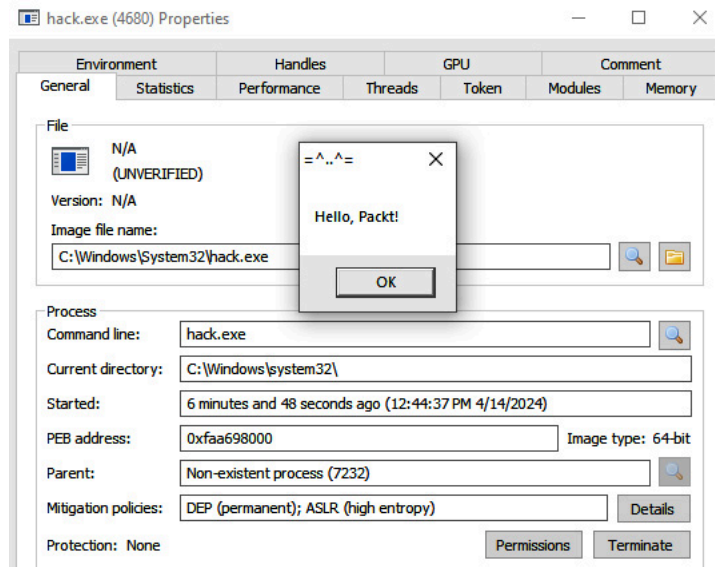 hack.exe (4680) Properties
Environment Handles GPU Comment
General Statistics Performance Threads Token Modules Memory
File
N/A
(UNVERIFIED)
Version: N/A
Image file name:
C:\Windows\System32\hack.exe
=^..^=
Hello, Packt!
OK
Process
Command line: hack.exe
Current directory: C:\Windows\system32\
Started: 6 minutes and 48 seconds ago (12:44:37 PM 4/14/2024)
PEB address: 0xfaa698000 Image type: 64-bit
Parent: Non-existent process (7232)
Mitigation policies: DEP (permanent); ASLR (high entropy) Details
Protection: None Permissions Terminate